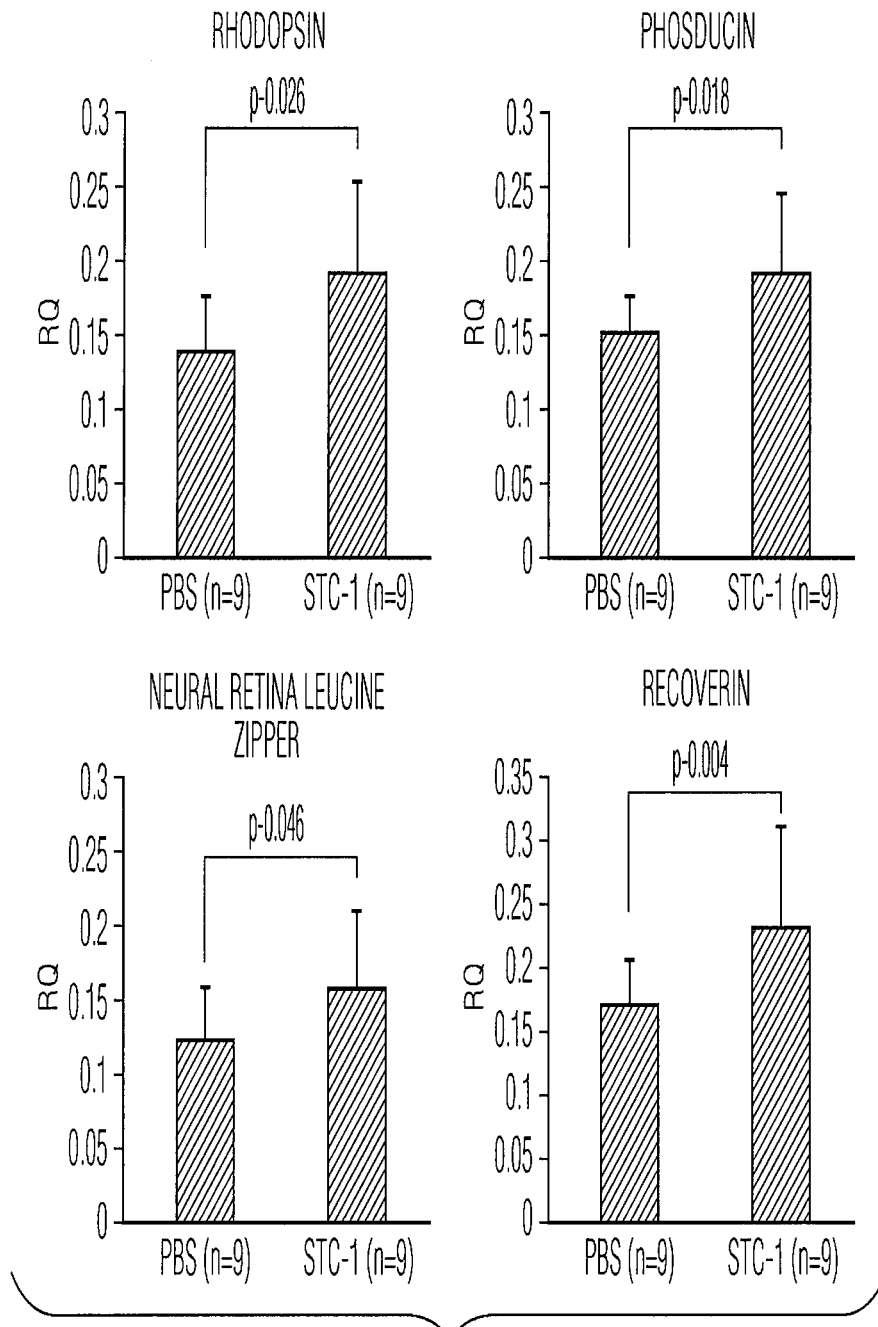 RHODOPSIN
p-0.026
RQ
0.3
0.25
0.2
0.15
0.1
0.05
0
PBS (n=9) STC-1 (n=9)
PHOSDUCIN
p-0.018
RQ
0.3
0.25
0.2
0.15
0.1
0.05
0
PBS (n=9) STC-1 (n=9)
NEURAL RETINA LEUCINE
ZIPPER
p-0.046
RQ
0.3
0.25
0.2
0.15
0.1
0.05
0
PBS (n=9) STC-1 (n=9)
RECOVERIN
p-0.004
RQ
0.35
0.3
0.25
0.2
0.15
0.1
0.05
0
PBS (n=9) STC-1 (n=9)